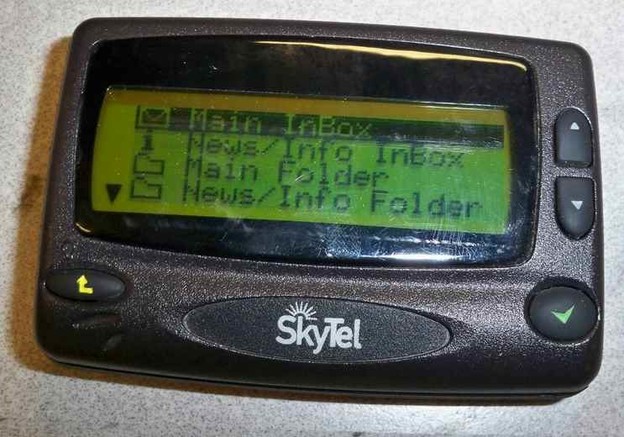 Main InBox
News/Info InBox
Main Folder
News/Info Folder
SkyTel